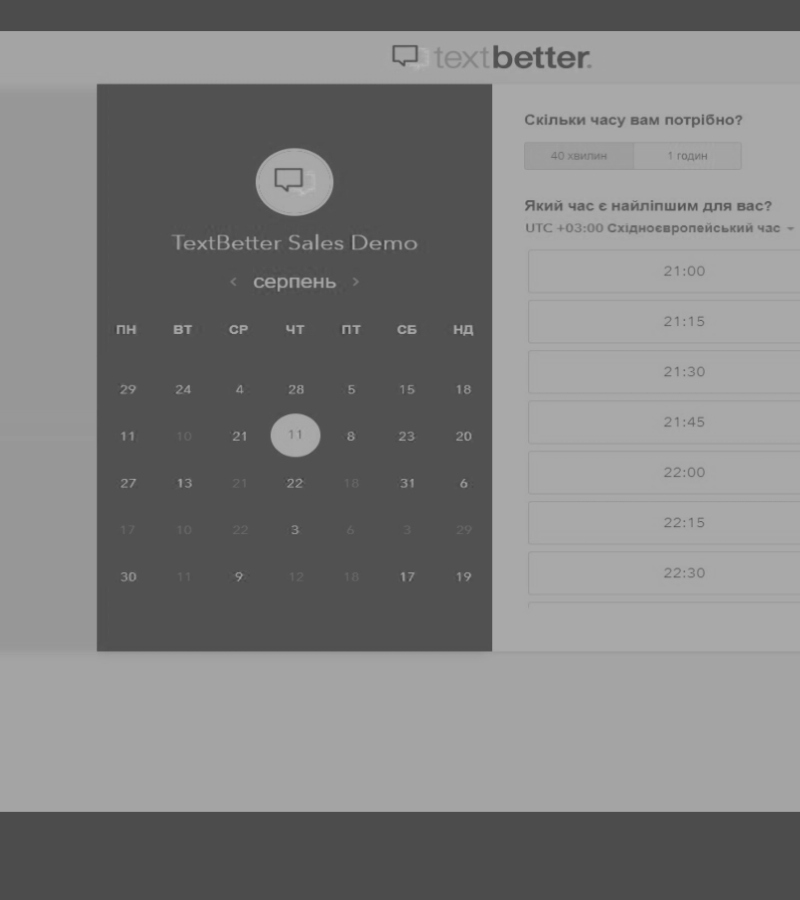 textbetter.
TextBetter Sales Demo
< серпень >
ПН ВТ СР ЧТ ПТ СБ НД
29 24 4 28 5 15 18
11 10 21 11 8 23 20
27 13 21 22 18 31 6
17 10 22 3 6 3 29
30 11 9 12 18 17 19
Скільки часу вам потрібно?
40 хвилин 1 годин
Який час є найліпшим для вас?
UTC +03:00 Східноєвропейський час
21:00
21:15
21:30
21:45
22:00
22:15
22:30